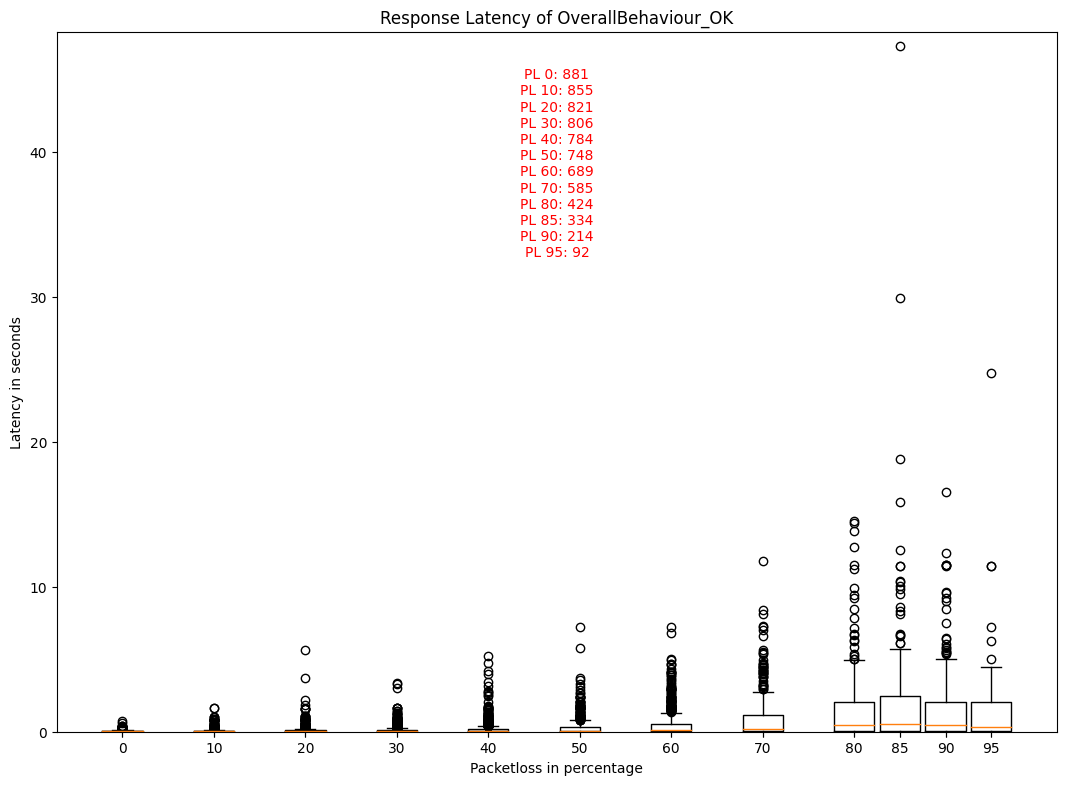 Response Latency of OverallBehaviour_OK
PL 0: 881
PL 10: 855
PL 20: 821
PL 30: 806
PL 40: 784
PL 50: 748
PL 60: 689
PL 70: 585
PL 80: 424
PL 85: 334
PL 90: 214
PL 95: 92
Latency in seconds
40
30
20
10
0
0 10 20 30 40 50 60 70 80 85 90 95
Packetloss in percentage